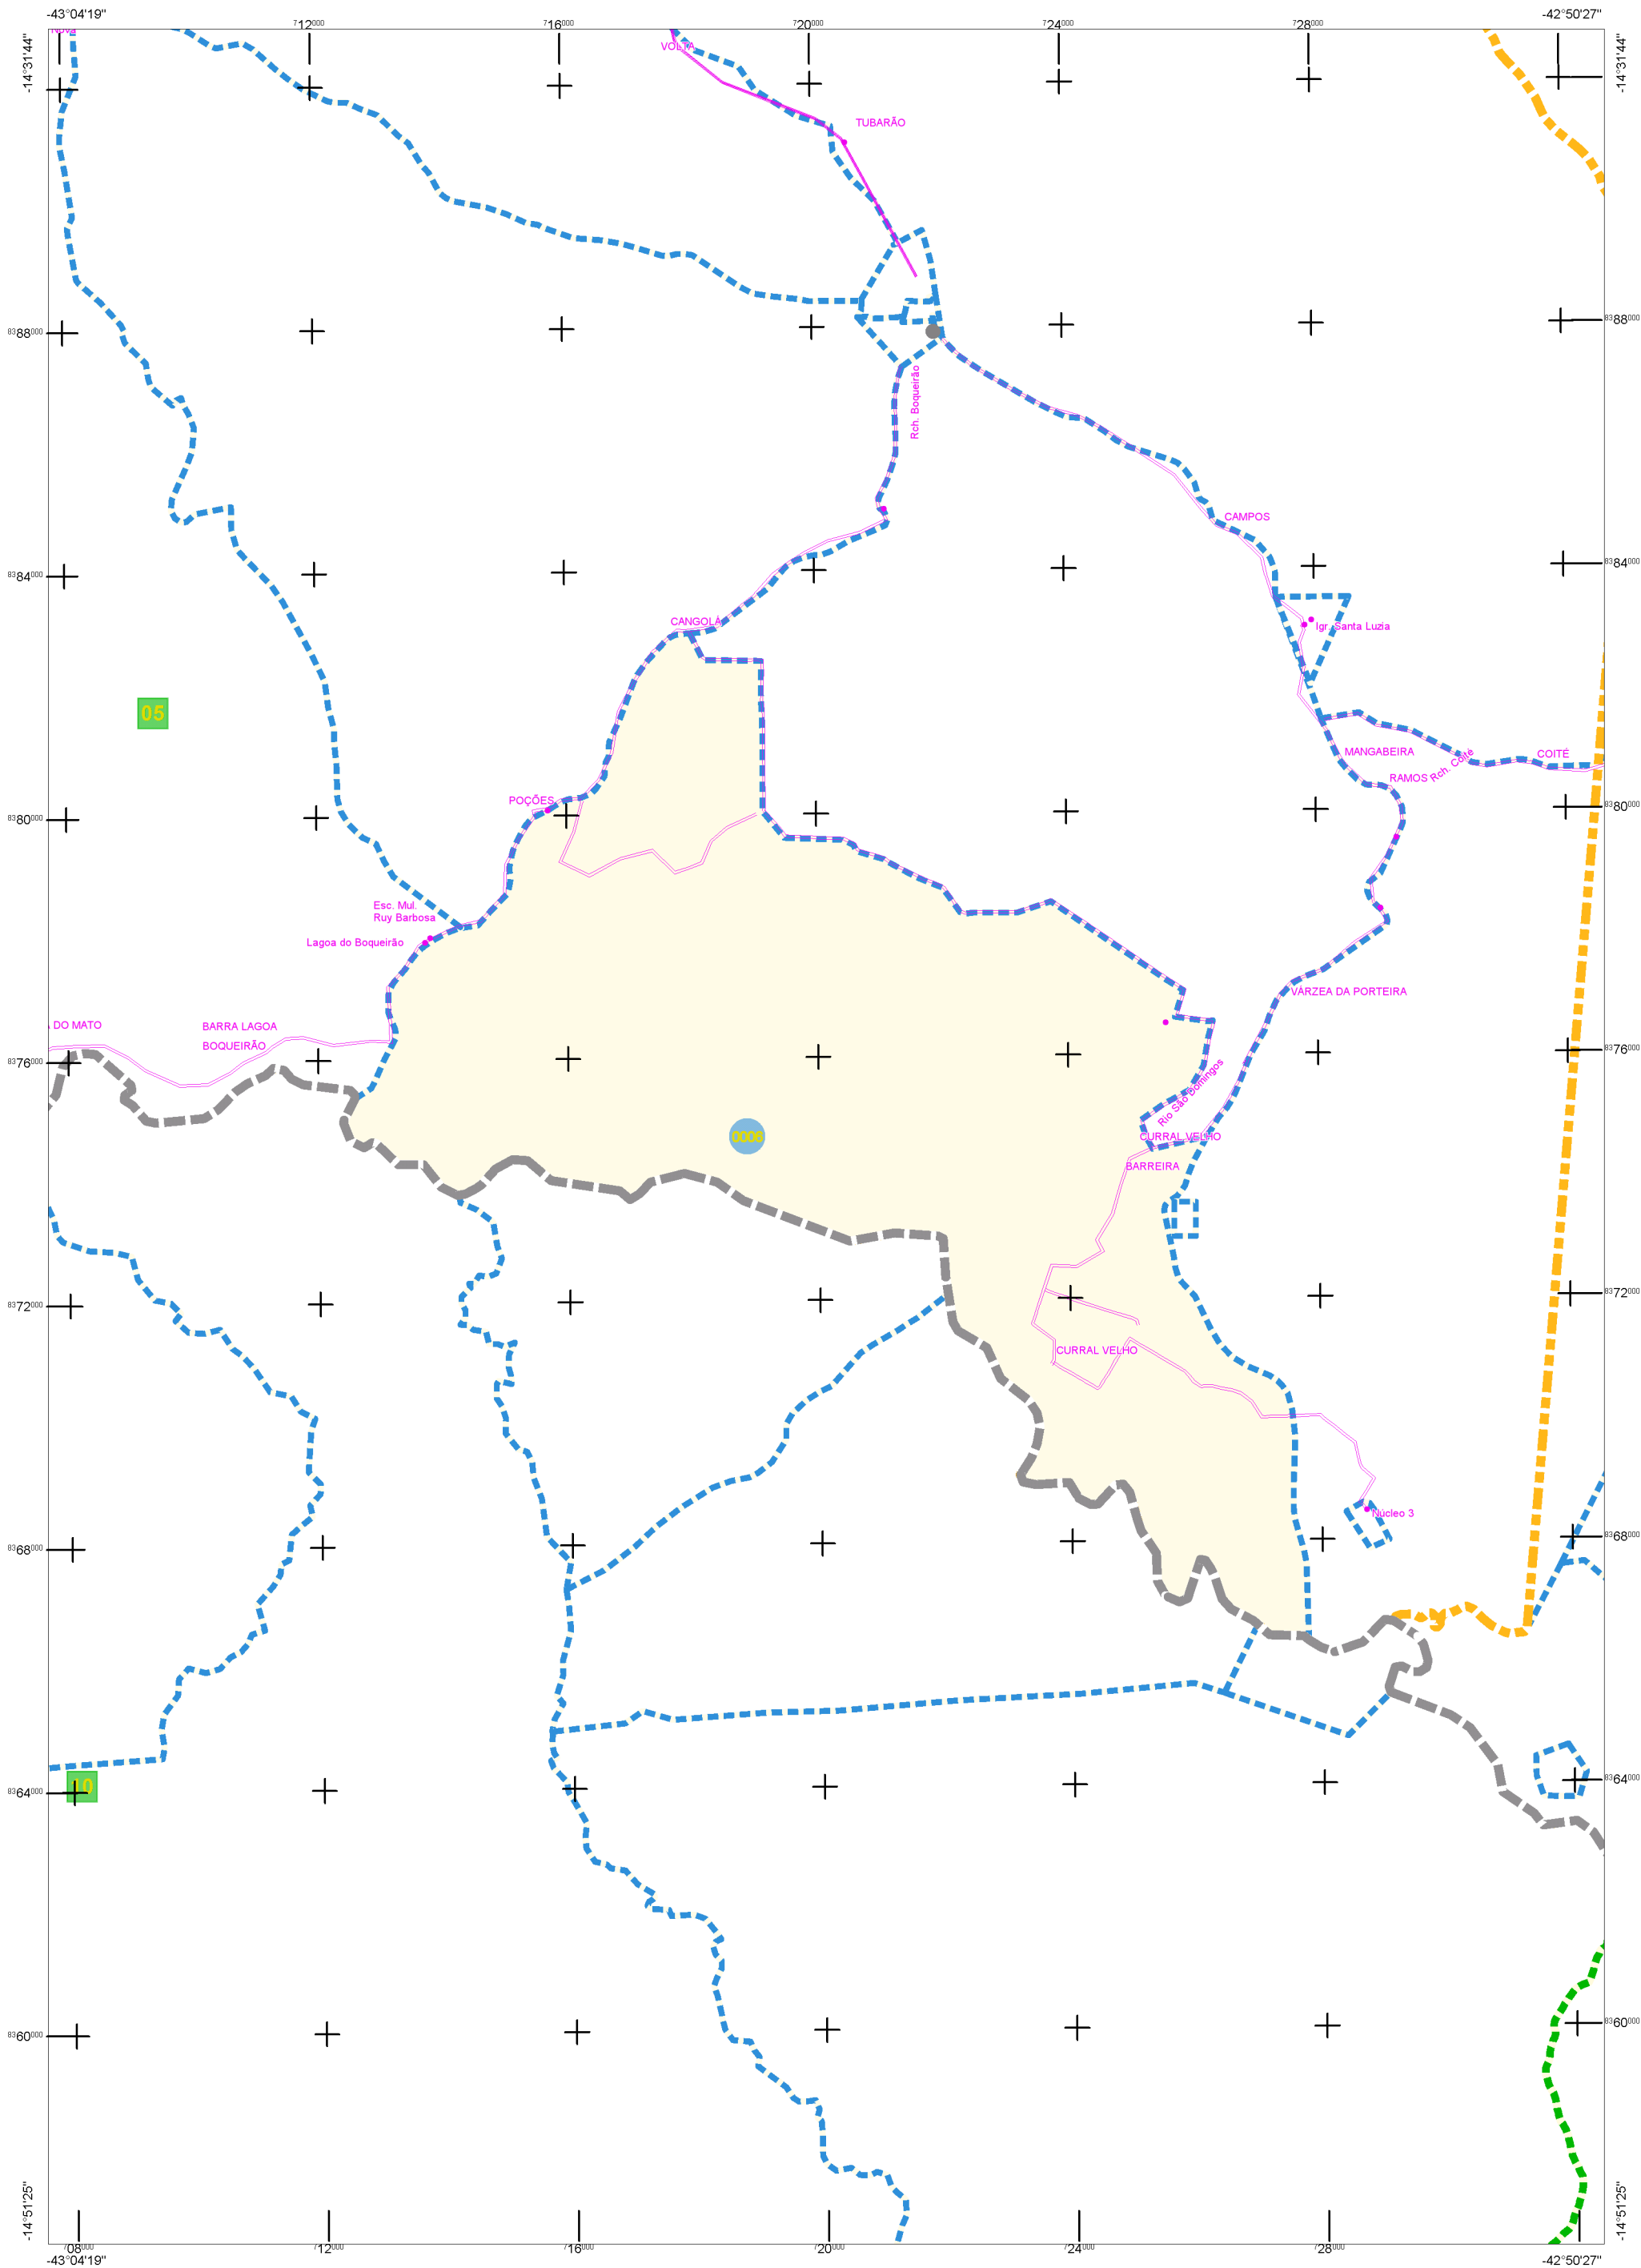 -43°04'19"
-42°50'27"
712000
716000
720000
724000
728000
-14°31'44"
-14°31'44"
Nova
VOLTA
TUBARÃO
8388000
8388000
Rch. Boqueirão
CAMPOS
8384000
8384000
CANGOLÁ
Igr. Santa Luzia
05
MANGABEIRA
COITÉ
Rch. Coité
RAMOS
POÇÕES
8380000
8380000
Esc. Mul.
Ruy Barbosa
Lagoa do Boqueirão
VARZEA DA PORTEIRA
DO MATO
BARRA LAGOA
BOQUEIRÃO
8376000
8376000
Rio São Domingos
0006
CURRAL VELHO
BARREIRA
8372000
8372000
CURRAL VELHO
Núcleo 3
8368000
8368000
10
8364000
8364000
8360000
8360000
-14°51'25"
-14°51'25"
708000
712000
716000
720000
724000
728000
-43°04'19"
-42°50'27"